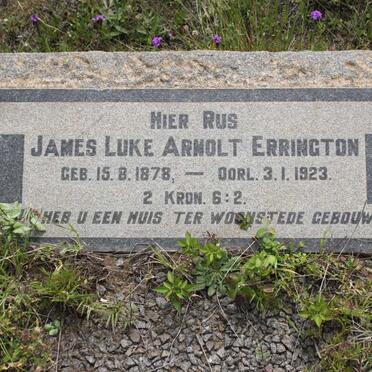 HIER RUS
JAMES LUKE ARNOLT ERRINGTON
GEB. 15.8.1878, — OORL. 3.1.1923.
2 KRON. 6:2.
HEB U EEN HUIS TER WOONSTEDE GEBOUW